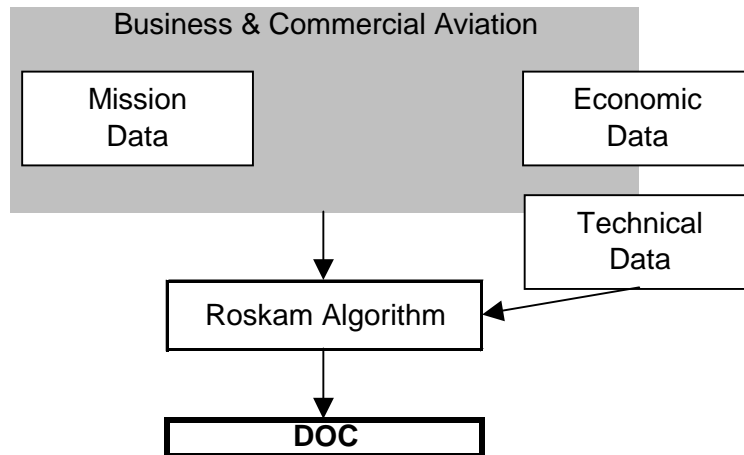 Business & Commercial Aviation
Mission
Data
Economic
Data
Technical
Data
Roskam Algorithm
DOC